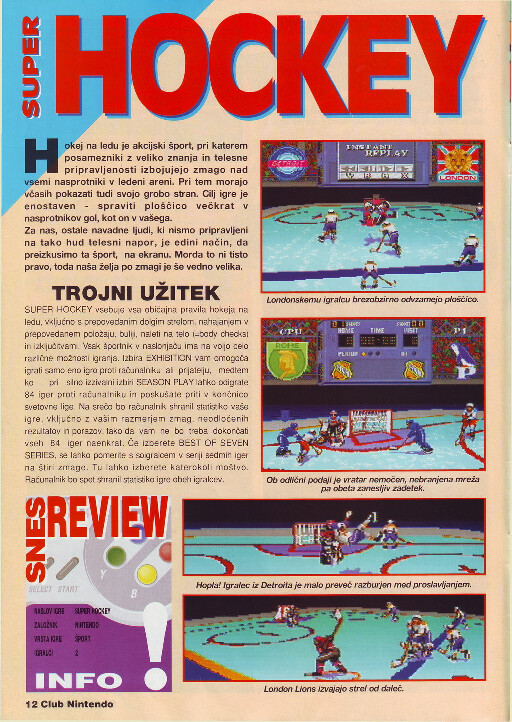 SUPER
HOCKEY
Hokej na ledu je akcijski šport, pri katerem
posamezniki z veliko znanja in telesne
pripravljenosti izbojujejo zmago nad
vsemi nasprotniki v ledeni areni. Pri tem morajo
včasih pokazati tudi svojo grobo stran. Cilj igre je
enostaven - spraviti ploščico večkrat v
nasprotnikov gol, kot on v vašega.
Za nas, ostale navadne ljudi, ki nismo pripravljeni
na tako hud telesni napor, je edini način, da
preizkusimo ta šport, na ekranu. Morda to ni tisto
pravo, toda naša želja po zmagi je še vedno velika.
TROJNI UŽITEK
SUPER HOCKEY vsebuje vsa običajna pravila hokeja na
ledu, vključno s prepovedanim dolgim strelom, nahajanjem v
prepovedanem položaju, buliji, naleti na telo (i-body checks)
in izključitvami. Vsak športnik v naslonjaču ima na voljo celo
različne možnosti igranja. Izbira EXHIBITION vam omogoča
igrati samo eno igro proti računalniku ali prijatelju, medtem
ko pri silno izzivalni izbiri SEASON PLAY lahko odigrate
84 iger proti računalniku in poskušate priti v končnico
svetovne lige. Na srečo bo računalnik shranil statistiko vaše
igre, vključno z vašim razmerjem zmag, neodločenih
rezultatov in porazov, tako da vam ne bo treba dokončati
vseh 84 iger naenkrat. Če izberete BEST OF SEVEN
SERIES, se lahko pomerite s soigralcem v seriji sedmih iger
na štiri zmage. Tu lahko izberete katerokoli moštvo.
Računalnik bo spet shranil statistiko igre obeh igralcev.
INSTANT
REPLAY
DETROIT
LONDON
Londonskemu igralcu brezobzirno odvzemajo ploščico.
CPU
HOME TIME VISIT
P1
ROME
Ob odlični podaji je vratar nemočen, nebranjena mreža
pa obeta zanesljiv zadetek.
Hopla! Igralec iz Detroita je malo preveč razburjen med proslavljanjem.
London Lions izvajajo strel od daleč.
SNES
REVIEW
Y
B
SELECT START
NASLOV IGRE SUPER HOCKEY
ZALOŽNIK NINTENDO
VRSTA IGRE ŠPORT
IGRALCI 2
INFO !
12 Club Nintendo